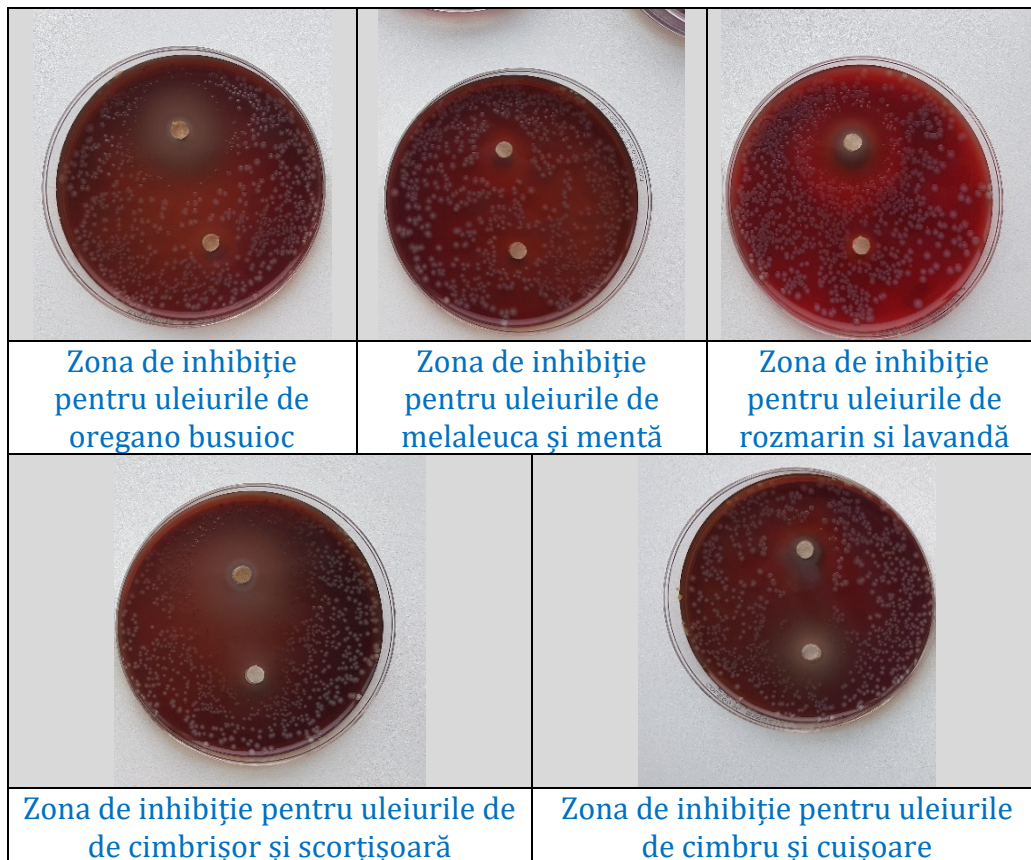 Zona de inhibiție
pentru uleiurile de
oregano busuioc
Zona de inhibiție
pentru uleiurile de
melaleuca și mentă
Zona de inhibiție
pentru uleiurile de
rozmarin si lavandă
Zona de inhibiție pentru uleiurile de
de cimbrișor și scorțișoară
Zona de inhibiție pentru uleiurile
de cimbru și cuișoare